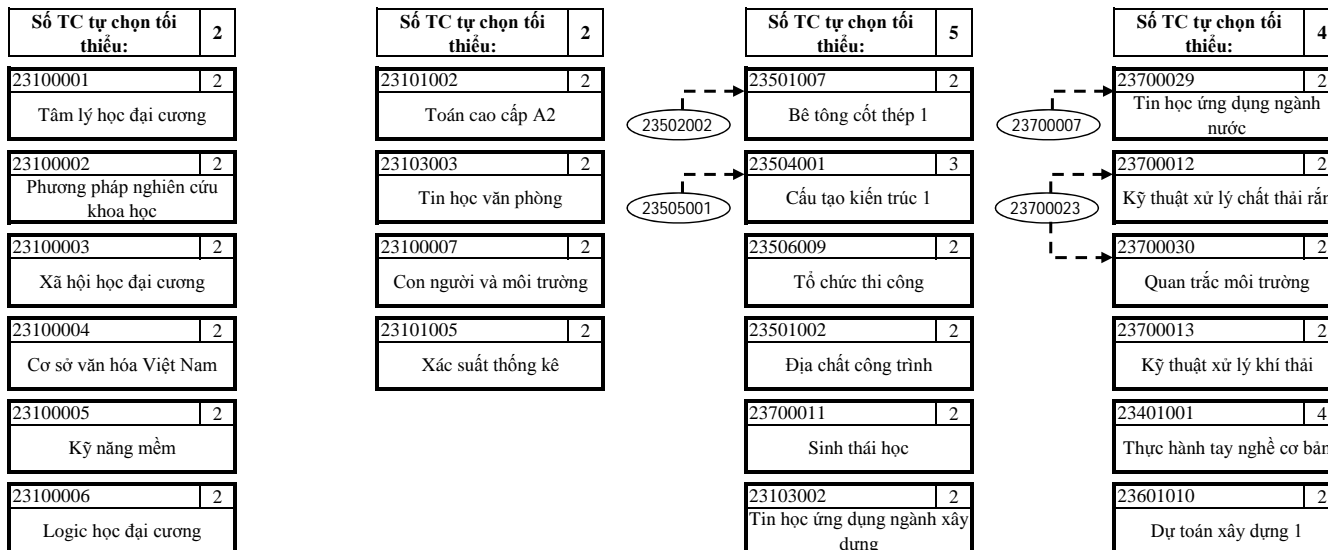 Số TC tự chọn tối
thiểu:
2
23100001 2
Tâm lý học đại cương
23100002 2
Phương pháp nghiên cứu
khoa học
23100003 2
Xã hội học đại cương
23100004 2
Cơ sở văn hóa Việt Nam
23100005 2
Kỹ năng mềm
23100006 2
Logic học đại cương
Số TC tự chọn tối
thiểu:
2
23101002 2
Toán cao cấp A2
23103003 2
Tin học văn phòng
23100007 2
Con người và môi trường
23101005 2
Xác suất thống kê
23502002
23505001
Số TC tự chọn tối
thiểu:
5
23501007 2
Bê tông cốt thép 1
23504001 3
Cấu tạo kiến trúc 1
23506009 2
Tổ chức thi công
23501002 2
Địa chất công trình
23700011 2
Sinh thái học
23103002 2
Tin học ứng dụng ngành xây
dựng
23700007
23700023
Số TC tự chọn tối
thiểu:
4
23700029 2
Tin học ứng dụng ngành
nước
23700012 2
Kỹ thuật xử lý chất thải rắn
23700030 2
Quan trắc môi trường
23700013 2
Kỹ thuật xử lý khí thải
23401001 4
Thực hành tay nghề cơ bản
23601010 2
Dự toán xây dựng 1